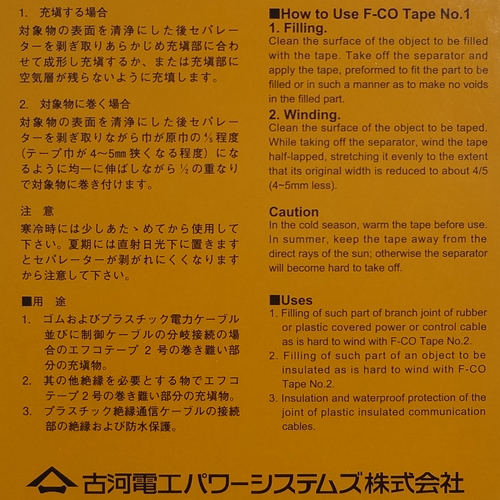 1. 充填する場合
対象物の表面を清浄にした後セパレー
ターを剥ぎ取りあらかじめ充填部に合わ
せて成形し充填するか、または充填部に
空気層が残らないように充填します。
2. 対象物に巻く場合
対象物の表面を清浄にした後セパレー
ターを剥ぎ取りながら巾が原巾の⅘程度
(テープ巾が4〜5㎜狭くなる程度)にな
るように均一に伸ばしながら½の重なり
で対象物に巻き付けます。
注 意
寒冷時には少しあたゝめてから使用して
下さい。夏期には直射日光下に置きます
とセパレーターが剥がれにくくなります
から注意して下さい。
■用 途
1. ゴムおよびプラスチック電力ケーブル
並びに制御ケーブルの分岐接続の場
合のエフコテープ2号の巻き難い部
分の充填物。
2. 其の他絶縁を必要とする物でエフコ
テープ2号の巻き難い部分の充填物。
3. プラスチック絶縁通信ケーブルの接続
部の絶縁および防水保護。
■How to Use F-CO Tape No.1
1. Filling.
Clean the surface of the object to be filled
with the tape. Take off the separator and
apply the tape, preformed to fit the part to be
filled or in such a manner as to make no voids
in the filled part.
2. Winding.
Clean the surface of the object to be taped.
While taking off the separator, wind the tape
half-lapped, stretching it evenly to the extent
that its original width is reduced to about 4/5
(4~5mm less).
Caution
In the cold season, warm the tape before use.
In summer, keep the tape away from the
direct rays of the sun; otherwise the separator
will become hard to take off.
■Uses
1. Filling of such part of branch joint of rubber
or plastic covered power or control cable
as is hard to wind with F-CO Tape No.2.
2. Filling of such part of an object to be
insulated as is hard to wind with F-CO
Tape No.2.
3. Insulation and waterproof protection of the
joint of plastic insulated communication
cables.
古河電工パワーシステムズ株式会社